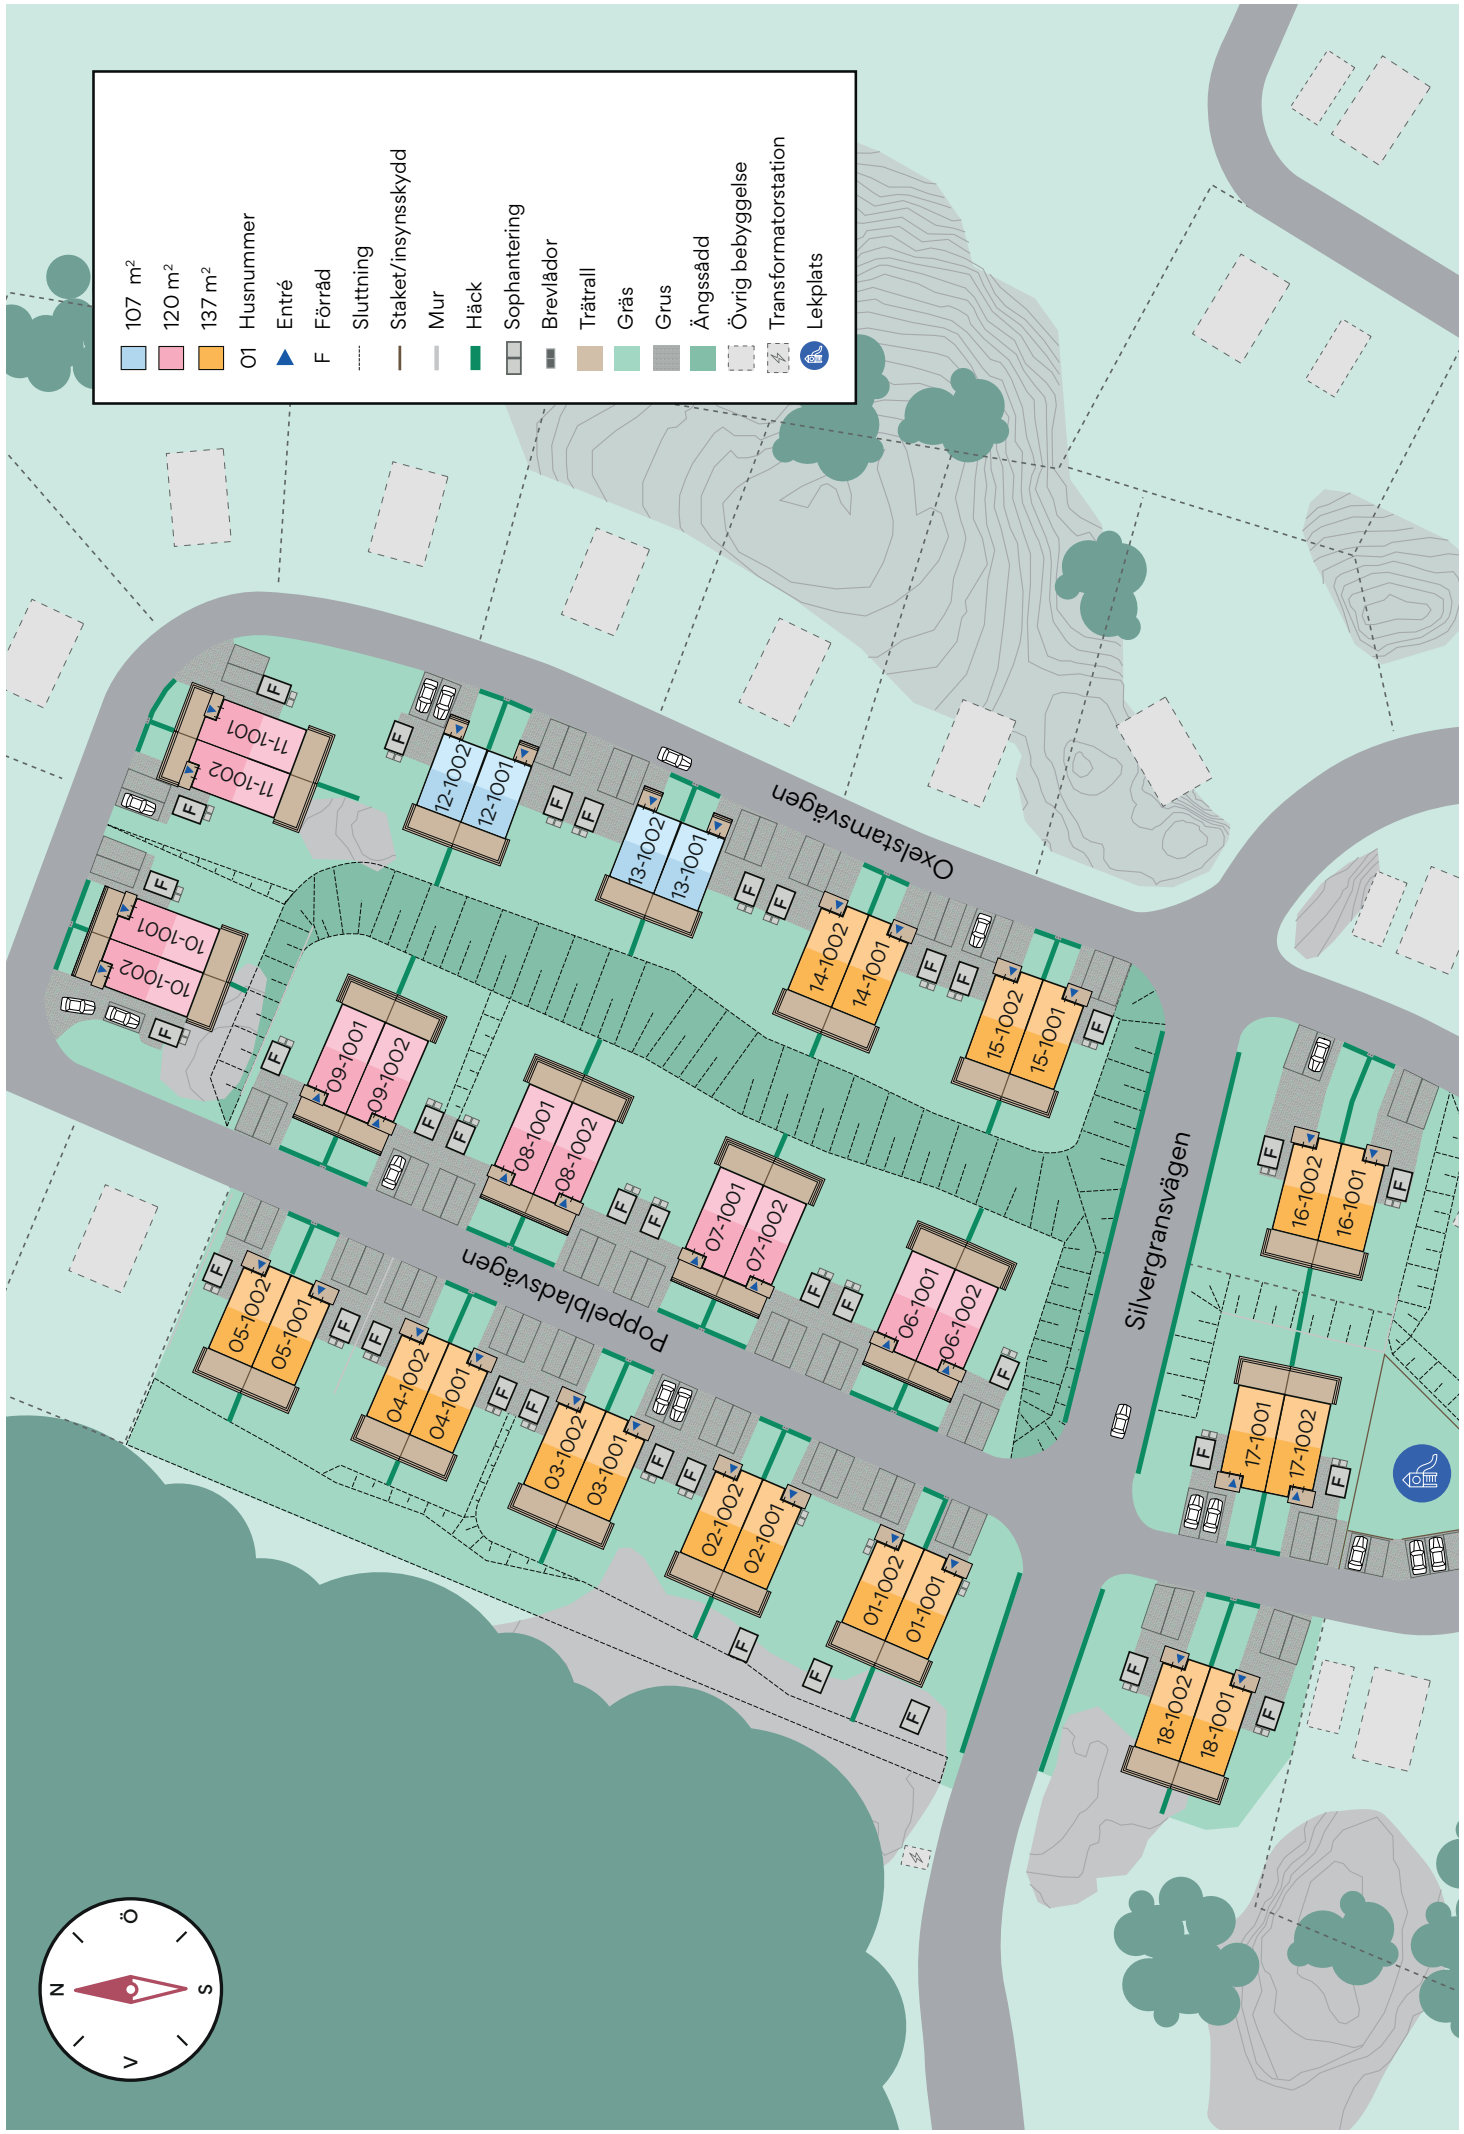 107 m²
120 m²
137 m²
01 Husnummer
Entré
F Förråd
Sluttning
Staket/insynsskydd
Mur
Häck
Sophantering
Brevlådor
Trätrall
Gräs
Grus
Ängssådd
Övrig bebyggelse
Transformatorstation
Lekplats
11-1001
11-1002
F
F
10-1001
10-1002
F
F
12-1002
12-1001
F
F
F
13-1002
13-1001
F
F
14-1002
14-1001
F
F
15-1002
15-1001
F
Oxelstamsvägen
09-1001
09-1002
F
F
F
08-1001
08-1002
F
F
07-1001
07-1002
F
F
06-1001
06-1002
F
Poppelbladsvägen
05-1002
05-1001
F
F
F
04-1002
04-1001
F
F
03-1002
03-1001
F
F
02-1002
02-1001
F
F
01-1002
01-1001
F
Silvergransvägen
16-1002
16-1001
F
F
17-1001
17-1002
F
F
18-1002
18-1001
F
F
N
Ö
S
V